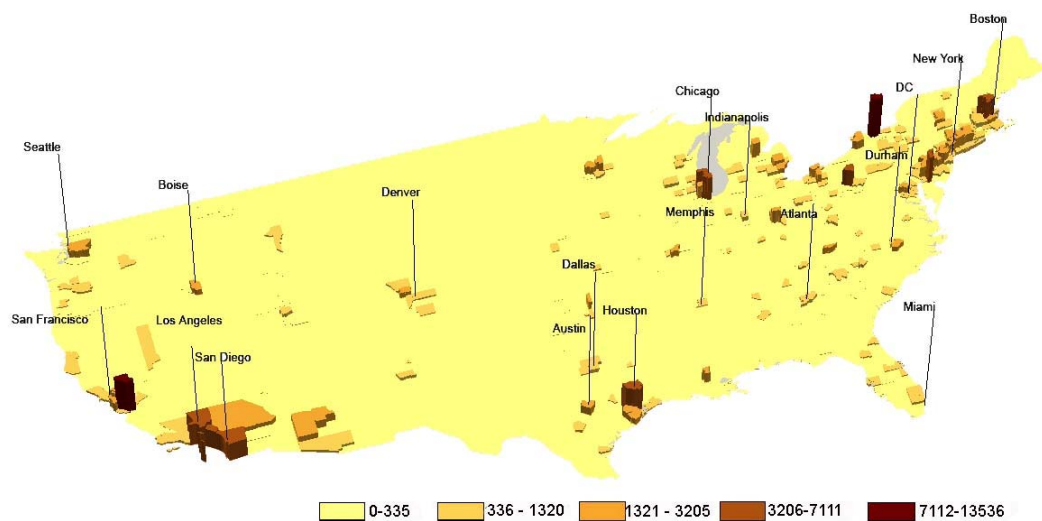 Boston
New York
DC
Chicago
Indianapolis
Seattle
Durham
Boise
Denver
Memphis
Atlanta
Dallas
Miami
Houston
San Francisco
Los Angeles
Austin
San Diego
0-335
336 - 1320
1321 - 3205
3206-7111
7112-13536